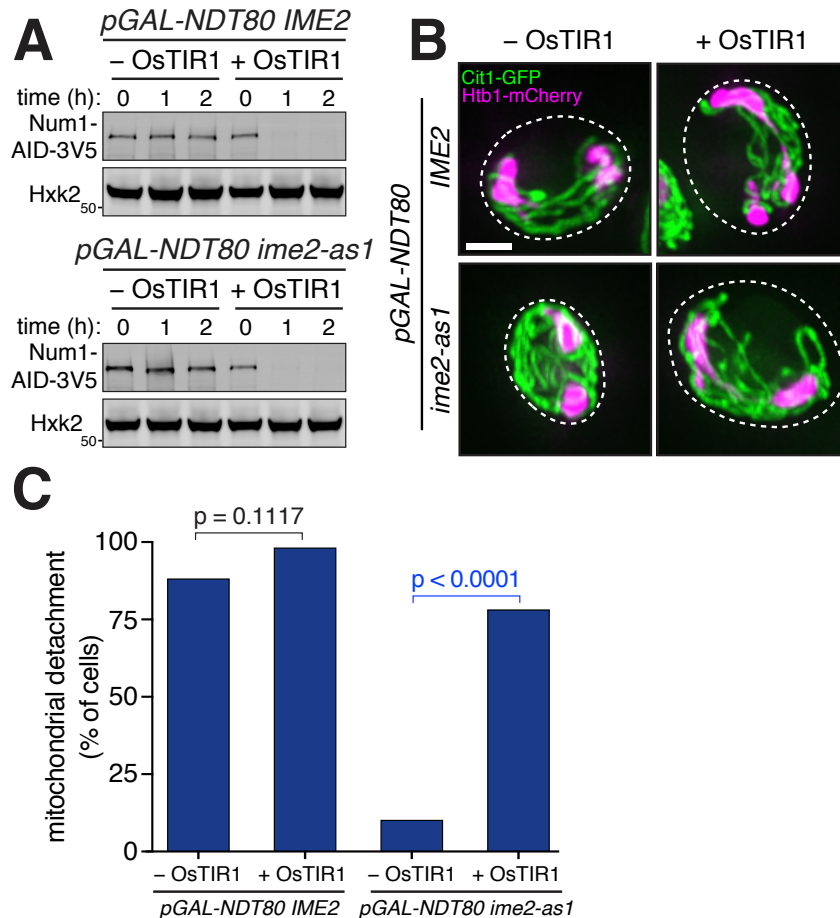 A
pGAL-NDT80 IME2
– OsTIR1 + OsTIR1
time (h): 0 1 2 0 1 2
Num1-
AID-3V5
Hxk2
50
pGAL-NDT80 ime2-as1
– OsTIR1 + OsTIR1
time (h): 0 1 2 0 1 2
Num1-
AID-3V5
Hxk2
50
B
– OsTIR1 + OsTIR1
Cit1-GFP
Htb1-mCherry
pGAL-NDT80
IME2
ime2-as1
C
mitochondrial detachment
(% of cells)
100
75
50
25
0
p = 0.1117
p < 0.0001
– OsTIR1 + OsTIR1 – OsTIR1 + OsTIR1
pGAL-NDT80 IME2 pGAL-NDT80 ime2-as1